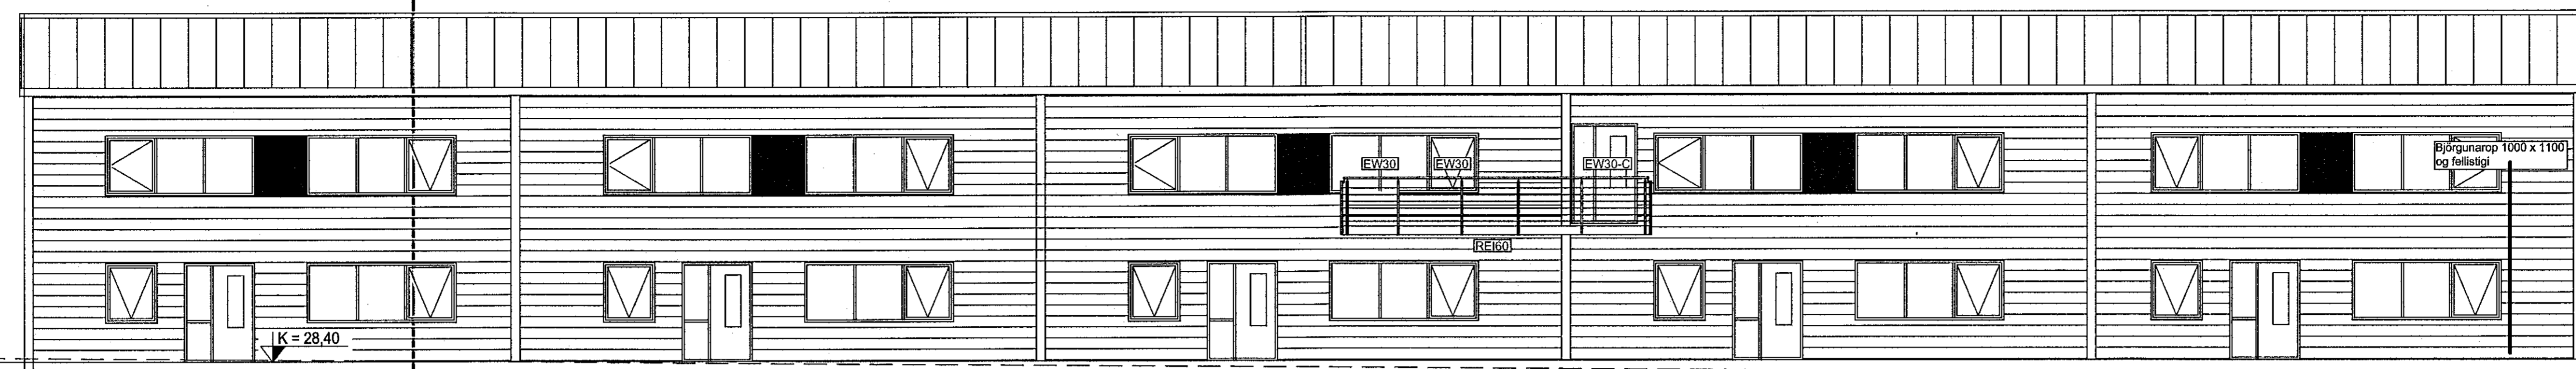 Björgunarop 1000 x 1100
og fellistigi
EW30
EW30
EW30-C
REI60
K = 28,40